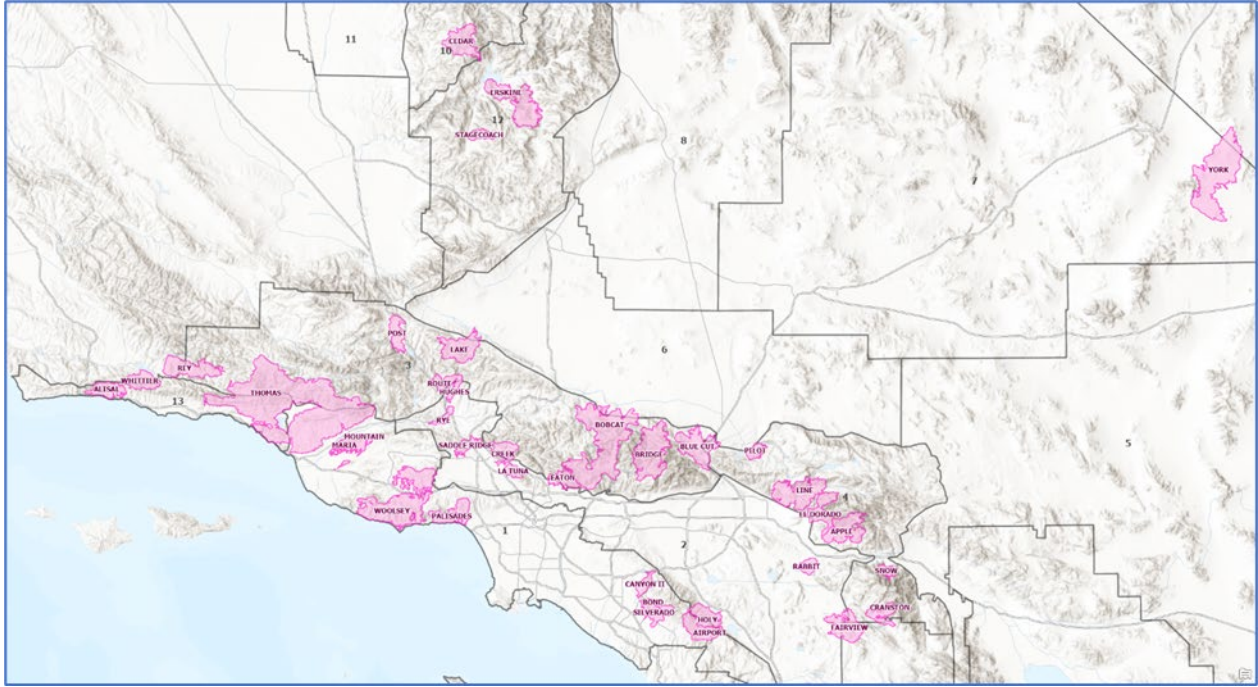 11
CEDAR
10
ERSKINE
12
STAGECOACH
8
7
YORK
POST
LAKE
3
6
REY
WHITTIER
ALISAL
13
THOMAS
ROUTE
HUGHES
RYE
MOUNTAIN
MARIA
SADDLE RIDGE
CREEK
LA TUNA
BOBCAT
BRIDGE
BLUE CUT
PILOT
5
EATON
LINE
4
EL DORADO
APPLE
WOOLSEY
PALISADES
1
2
RABBIT
SNOW
CANYON II
BOND
SILVERADO
CRANSTON
HOLY
AIRPORT
FAIRVIEW